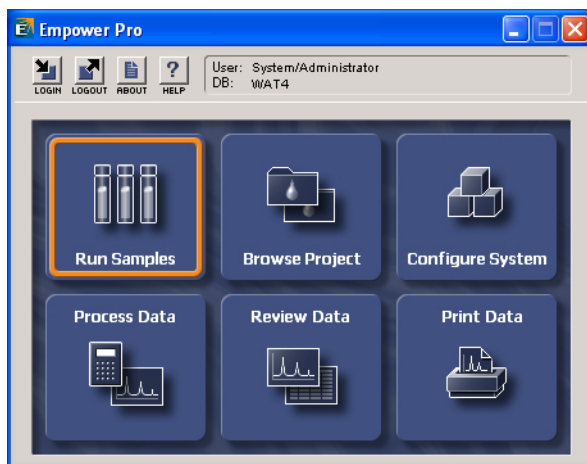 Empower Pro
LOGIN LOGOUT ABOUT HELP
User: System/Administrator
DB: WAT4
Run Samples
Browse Project
Configure System
Process Data
Review Data
Print Data